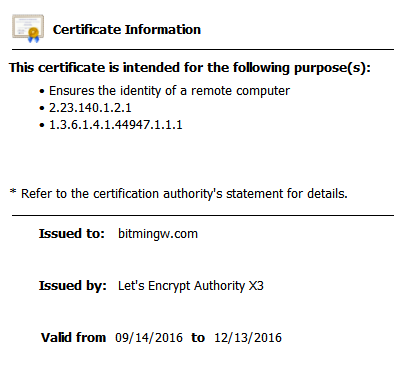 Certificate Information
This certificate is intended for the following purpose(s):
• Ensures the identity of a remote computer
• 2.23.140.1.2.1
• 1.3.6.1.4.1.44947.1.1.1
* Refer to the certification authority's statement for details.
Issued to: bitmingw.com
Issued by: Let's Encrypt Authority X3
Valid from 09/14/2016 to 12/13/2016